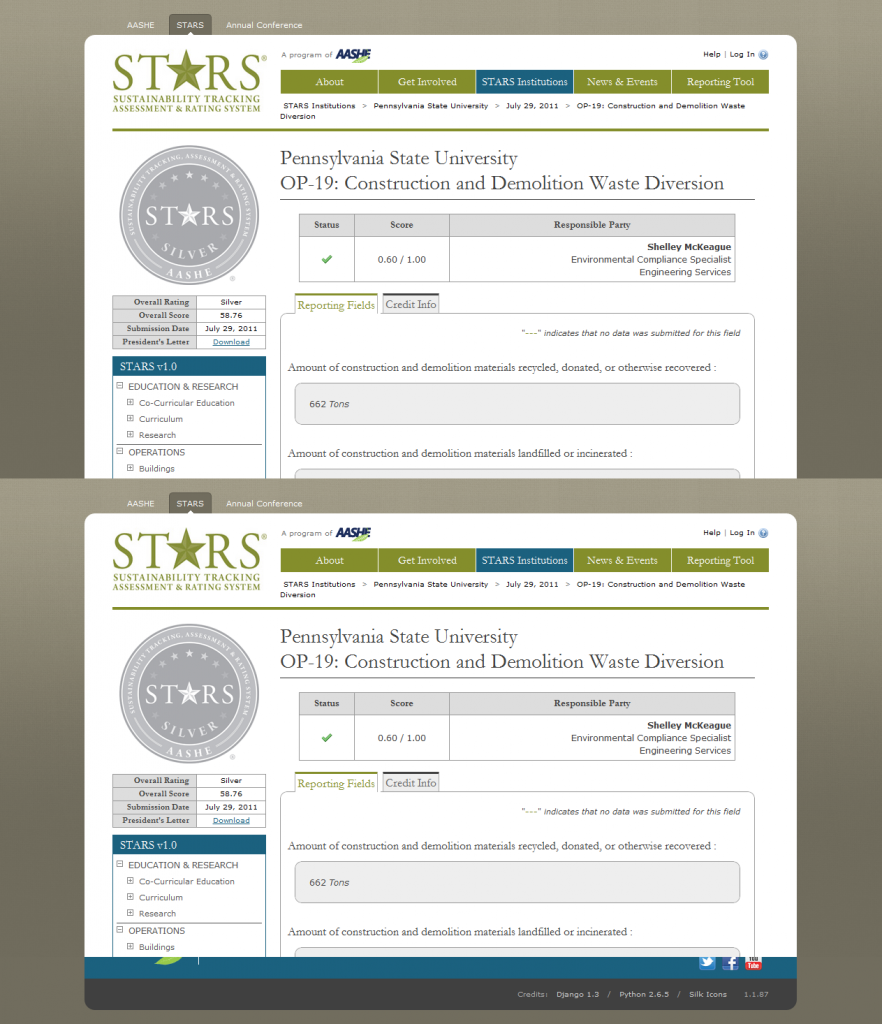 AASHE STARS Annual Conference
STARS®
SUSTAINABILITY TRACKING
ASSESSMENT & RATING SYSTEM
A program of AASHE
Help | Log In
About Get Involved STARS Institutions News & Events Reporting Tool
STARS Institutions > Pennsylvania State University > July 29, 2011 > OP-19: Construction and Demolition Waste
Diversion
SUSTAINABILITY TRACKING, ASSESSMENT & RATING SYSTEM
STARS
SILVER
AASHE
®
Pennsylvania State University
OP-19: Construction and Demolition Waste Diversion
Status Score Responsible Party
0.60 / 1.00
Shelley McKeague
Environmental Compliance Specialist
Engineering Services
Overall Rating Silver
Overall Score 58.76
Submission Date July 29, 2011
President's Letter Download
STARS v1.0
EDUCATION & RESEARCH
Co-Curricular Education
Curriculum
Research
OPERATIONS
Buildings
Reporting Fields Credit Info
"---" indicates that no data was submitted for this field
Amount of construction and demolition materials recycled, donated, or otherwise recovered :
662 Tons
Amount of construction and demolition materials landfilled or incinerated :
AASHE STARS Annual Conference
STARS®
SUSTAINABILITY TRACKING
ASSESSMENT & RATING SYSTEM
A program of AASHE
Help | Log In
About Get Involved STARS Institutions News & Events Reporting Tool
STARS Institutions > Pennsylvania State University > July 29, 2011 > OP-19: Construction and Demolition Waste
Diversion
SUSTAINABILITY TRACKING, ASSESSMENT & RATING SYSTEM
STARS
SILVER
AASHE
®
Pennsylvania State University
OP-19: Construction and Demolition Waste Diversion
Status Score Responsible Party
0.60 / 1.00
Shelley McKeague
Environmental Compliance Specialist
Engineering Services
Overall Rating Silver
Overall Score 58.76
Submission Date July 29, 2011
President's Letter Download
STARS v1.0
EDUCATION & RESEARCH
Co-Curricular Education
Curriculum
Research
OPERATIONS
Buildings
Reporting Fields Credit Info
"---" indicates that no data was submitted for this field
Amount of construction and demolition materials recycled, donated, or otherwise recovered :
662 Tons
Amount of construction and demolition materials landfilled or incinerated :
You Tube
Credits: Django 1.3 / Python 2.6.5 / Silk Icons 1.1.87